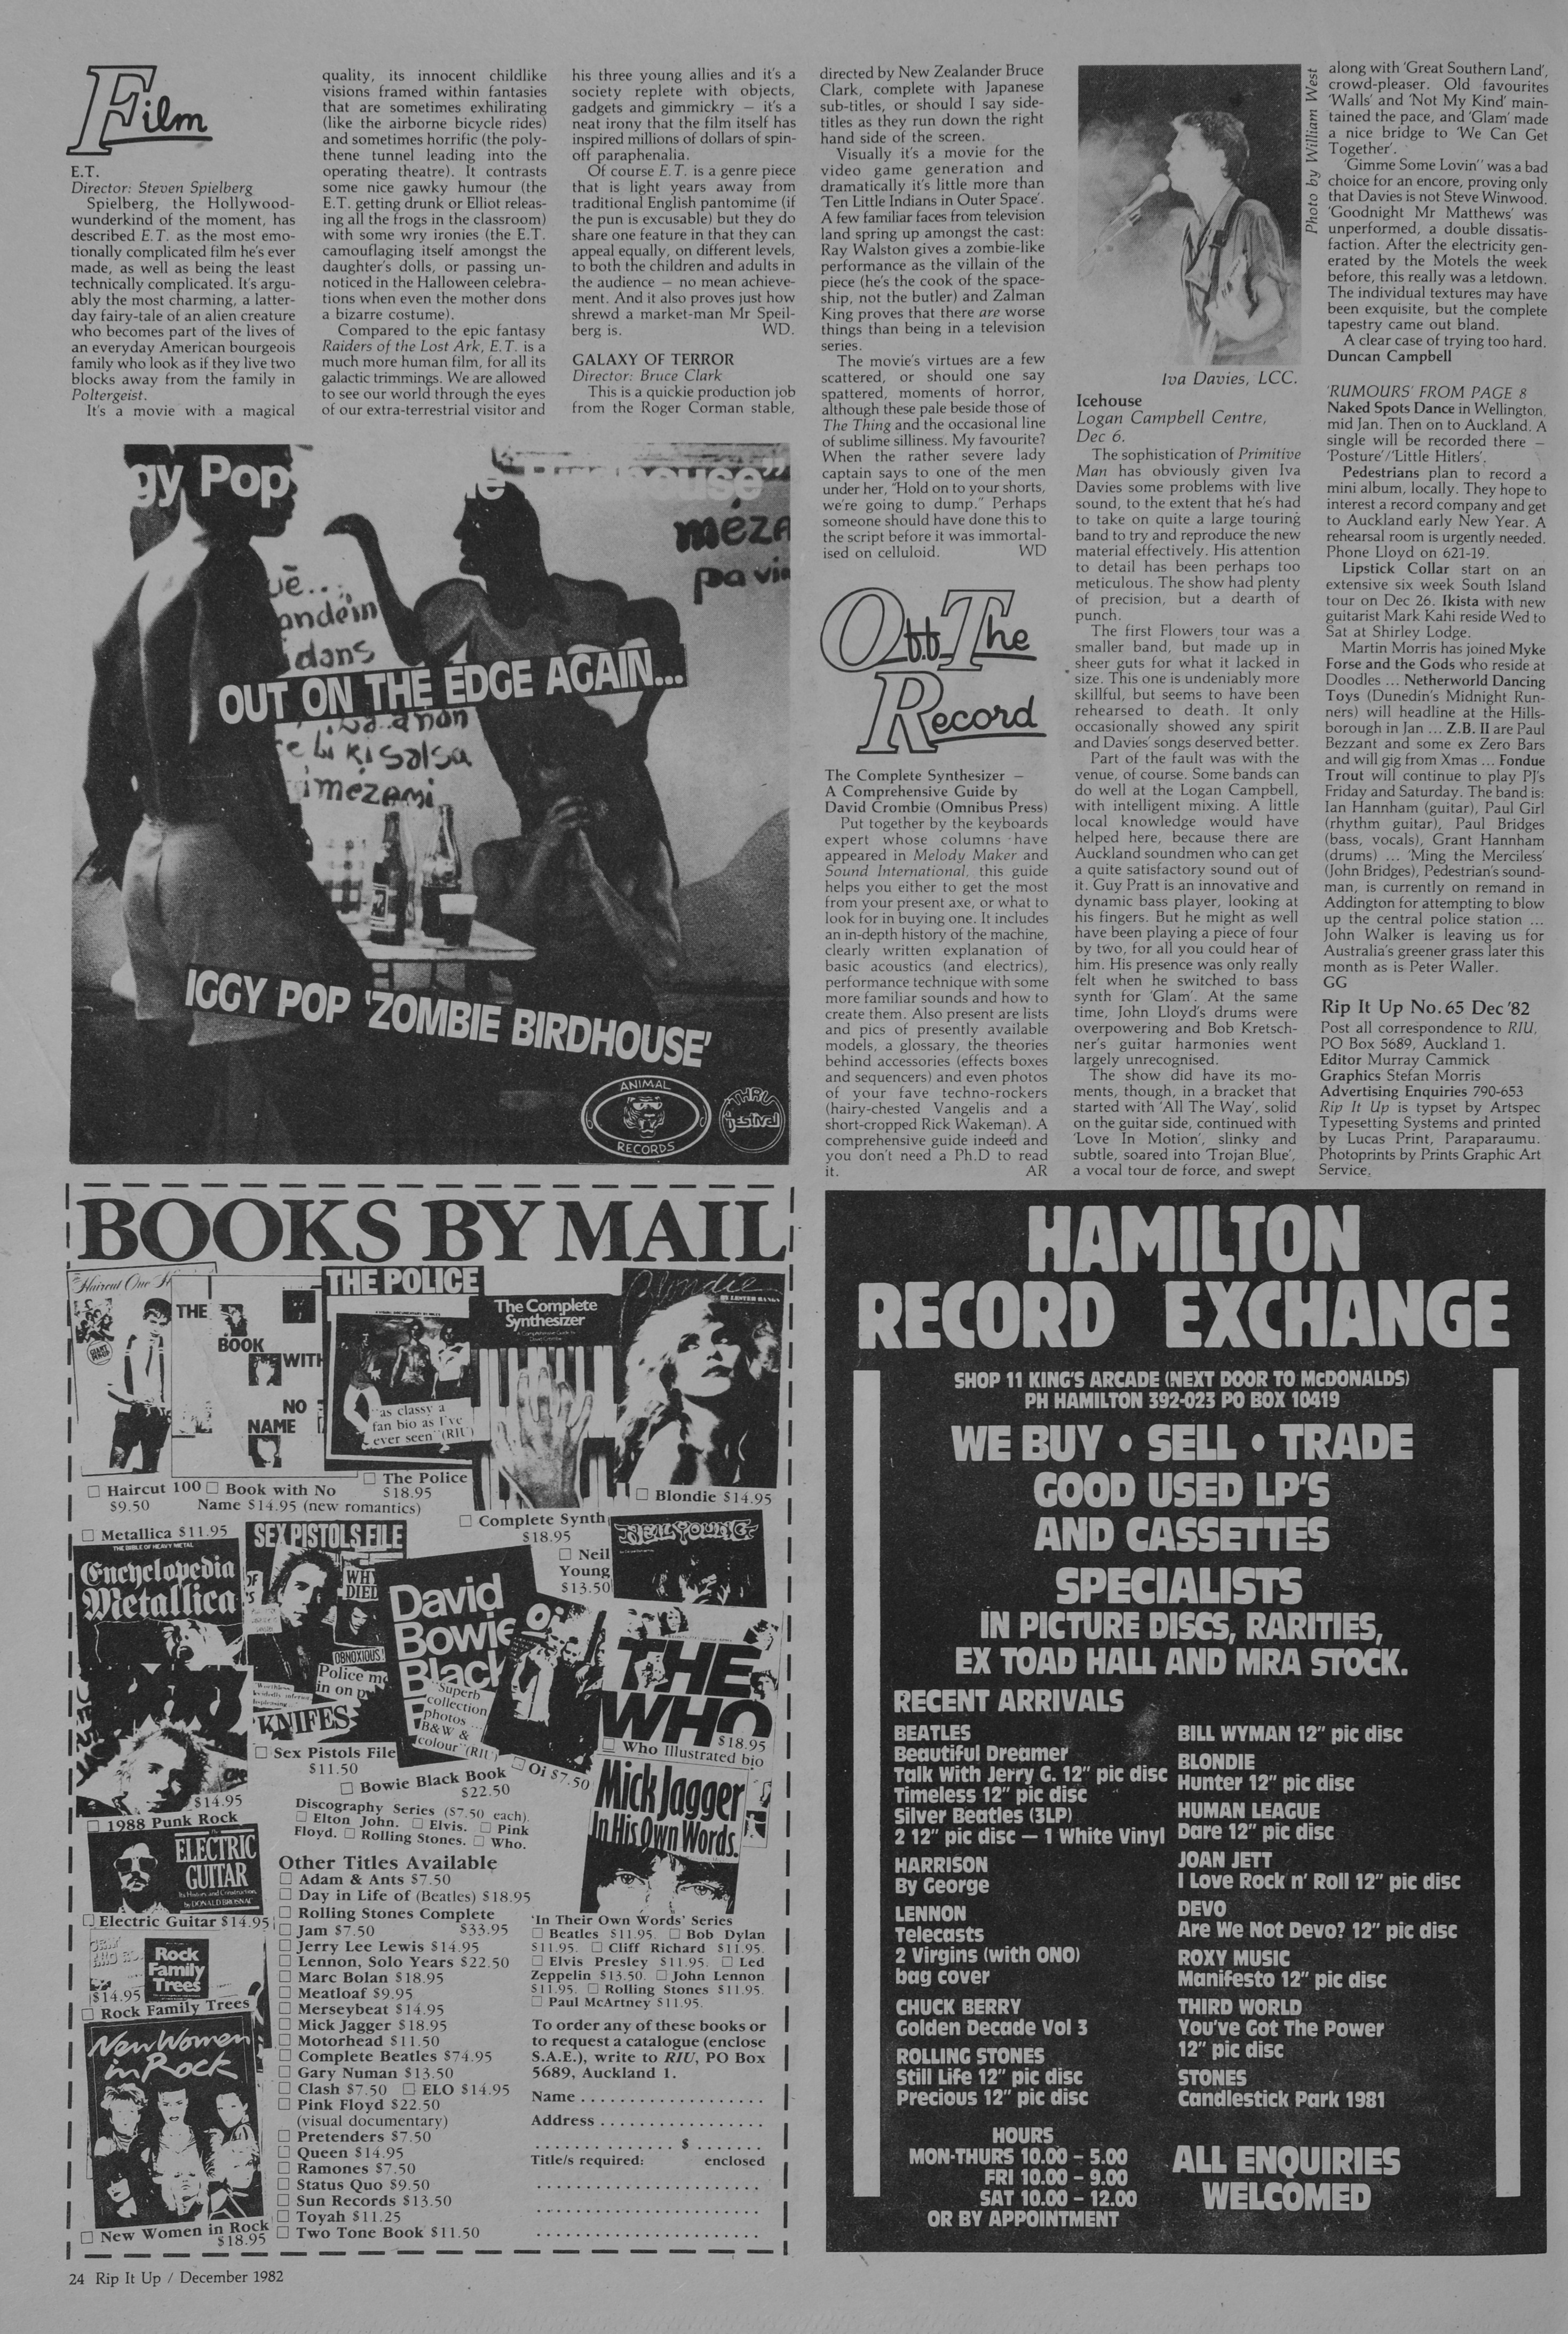 Film
E.T.
Director: Steven Spielberg
Spielberg, the Hollywood-
wunderkind of the moment, has
described E.T. as the most emo-
tionally complicated film he's ever
made, as well as being the least
technically complicated. It's argu-
ably the most charming, a latter-
day fairy-tale of an alien creature
who becomes part of the lives of
an everyday American bourgeois
family who look as if they live two
blocks away from the family in
Poltergeist.
It's a movie with a magical
quality, its innocent childlike
visions framed within fantasies
that are sometimes exhilirating
(like the airborne bicycle rides)
and sometimes horrific (the poly-
thene tunnel leading into the
operating theatre). It contrasts
some nice gawky humour (the
E.T. getting drunk or Elliot releas-
ing all the frogs in the classroom)
with some wry ironies (the E.T.
camouflaging itself amongst the
daughter's dolls, or passing un-
noticed in the Halloween celebra-
tions when even the mother dons
a bizarre costume).
Compared to the epic fantasy
Raiders of the Lost Ark, E.T. is a
much more human film, for all its
galactic trimmings. We are allowed
to see our world through the eyes
of our extra-terrestrial visitor and
his three young allies and it's a
society replete with objects,
gadgets and gimmickry — it's a
neat irony that the film itself has
inspired millions of dollars of spin-
off paraphenalia.
Of course E.T. is a genre piece
that is light years away from
traditional English pantomime (if
the pun is excusable) but they do
share one feature in that they can
appeal equally, on different levels,
to both the children and adults in
the audience — no mean achieve-
ment. And it also proves just how
shrewd a market-man Mr Speil-
berg is. WD.
GALAXY OF TERROR
Director: Bruce Clark
This is a quickie production job
from the Roger Corman stable,
directed by New Zealander Bruce
Clark, complete with Japanese
sub-titles, or should I say side-
titles as they run down the right
hand side of the screen.
Visually it's a movie for the
video game generation and
dramatically it's little more than
'Ten Little Indians in Outer Space'.
A few familiar faces from television
land spring up amongst the cast:
Ray Walston gives a zombie-like
performance as the villain of the
piece (he's the cook of the space-
ship, not the butler) and Zalman
King proves that there are worse
things than being in a television
series.
The movie's virtues are a few
scattered, or should one say
spattered, moments of horror,
although these pale beside those of
The Thing and the occasional line
of sublime silliness. My favourite?
When the rather severe lady
captain says to one of the men
under her, "Hold on to your shorts,
we're going to dump." Perhaps
someone should have done this to
the script before it was immortal-
ised on celluloid. WD
Off The
Record
The Complete Synthesizer —
A Comprehensive Guide by
David Crombie (Omnibus Press)
Put together by the keyboards
expert whose columns have
appeared in Melody Maker and
Sound International, this guide
helps you either to get the most
from your present axe, or what to
look for in buying one. It includes
an in-depth history of the machine,
clearly written explanation of
basic acoustics (and electrics),
performance technique with some
more familiar sounds and how to
create them. Also present are lists
and pics of presently available
models, a glossary, the theories
behind accessories (effects boxes
and sequencers) and even photos
of your fave techno-rockers
(hairy-chested Vangelis and a
short-cropped Rick Wakeman). A
comprehensive guide indeed and
you don't need a Ph.D to read
it. AR
Photo by William West
Iva Davies, LCC.
Icehouse
Logan Campbell Centre,
Dec 6.
The sophistication of Primitive
Man has obviously given Iva
Davies some problems with live
sound, to the extent that he's had
to take on quite a large touring
band to try and reproduce the new
material effectively. His attention
to detail has been perhaps too
meticulous. The show had plenty
of precision, but a dearth of
punch.
The first Flowers tour was a
smaller band, but made up in
sheer guts for what it lacked in
size. This one is undeniably more
skillful, but seems to have been
rehearsed to death. It only
occasionally showed any spirit
and Davies' songs deserved better.
Part of the fault was with the
venue, of course. Some bands can
do well at the Logan Campbell,
with intelligent mixing. A little
local knowledge would have
helped here, because there are
Auckland soundmen who can get
a quite satisfactory sound out of
it. Guy Pratt is an innovative and
dynamic bass player, looking at
his fingers. But he might as well
have been playing a piece of four
by two, for all you could hear of
him. His presence was only really
felt when he switched to bass
synth for 'Glam'. At the same
time, John Lloyd's drums were
overpowering and Bob Kretsch-
ner's guitar harmonies went
largely unrecognised.
The show did have its mo-
ments, though, in a bracket that
started with 'All The Way', solid
on the guitar side, continued with
'Love In Motion', slinky and
subtle, soared into 'Trojan Blue',
a vocal tour de force, and swept
along with 'Great Southern Land',
crowd-pleaser. Old favourites
'Walls' and 'Not My Kind' main-
tained the pace, and 'Glam' made
a nice bridge to 'We Can Get
Together'.
'Gimme Some Lovin'' was a bad
choice for an encore, proving only
that Davies is not Steve Winwood.
'Goodnight Mr Matthews' was
unperformed, a double dissatis-
faction. After the electricity gen-
erated by the Motels the week
before, this really was a letdown.
The individual textures may have
been exquisite, but the complete
tapestry came out bland.
A clear case of trying too hard.
Duncan Campbell
'RUMOURS' FROM PAGE 8
Naked Spots Dance in Wellington,
mid Jan. Then on to Auckland. A
single will be recorded there —
'Posture'/'Little Hitlers'.
Pedestrians plan to record a
mini album, locally. They hope to
interest a record company and get
to Auckland early New Year. A
rehearsal room is urgently needed.
Phone Lloyd on 621-19.
Lipstick Collar start on an
extensive six week South Island
tour on Dec 26. Ikista with new
guitarist Mark Kahi reside Wed to
Sat at Shirley Lodge.
Martin Morris has joined Myke
Forse and the Gods who reside at
Doodles ... Netherworld Dancing
Toys (Dunedin's Midnight Run-
ners) will headline at the Hills-
borough in Jan ... Z.B. II are Paul
Bezzant and some ex Zero Bars
and will gig from Xmas ... Fondue
Trout will continue to play PJ's
Friday and Saturday. The band is:
Ian Hannham (guitar), Paul Girl
(rhythm guitar), Paul Bridges
(bass, vocals), Grant Hannham
(drums) ... 'Ming the Merciless'
(John Bridges), Pedestrian's sound-
man, is currently on remand in
Addington for attempting to blow
up the central police station ...
John Walker is leaving us for
Australia's greener grass later this
month as is Peter Waller.
GG
Rip It Up No. 65 Dec '82
Post all correspondence to RIU,
PO Box 5689, Auckland 1.
Editor Murray Cammick
Graphics Stefan Morris
Advertising Enquiries 790-653
Rip It Up is typset by Artspec
Typesetting Systems and printed
by Lucas Print, Paraparaumu.
Photoprints by Prints Graphic Art
Service.
gy Pop
méza
pa vin
andein
dans
OUT ON THE EDGE AGAIN...
salsa
imézami
IGGY POP 'ZOMBIE BIRDHOUSE'
ANIMAL
RECORDS
THRU
FESTIVAL
BOOKS BY MAIL
Haircut One
THE
BOOK
WITH
NO
NAME
THE POLICE
"as classy a
fan bio as I've
ever seen" (RIU)
The Complete
Synthesizer
Blondie
BY LESTER BANGS
Haircut 100
$9.50
Book with No
Name $14.95 (new romantics)
The Police
$18.95
Complete Synth
$18.95
Blondie $14.95
Metallica $11.95
THE BIBLE OF HEAVY METAL
Encyclopedia
Metallica
SEX PISTOLS FILE
WHY
DIED
OBNOXIOUS!
Police
in on
KNIFES
David
Bowie
Black
"Superb
collection
photos ...
B&W &
colour" (RIU)
Oi
Neil
Young
$13.50
NEIL YOUNG
THE
WHO
$18.95
Who Illustrated bio
Sex Pistols File
$11.50
Bowie Black Book
$22.50
Oi $7.50
$14.95
1988 Punk Rock
Mick Jagger
In His Own Words.
Discography Series ($7.50 each).
Elton John. Elvis. Pink
Floyd. Rolling Stones. Who.
ELECTRIC
GUITAR
by DONALD BROSNAC
Electric Guitar $14.95
Rock
Family
Trees
$14.95
Rock Family Trees
New Women
in Rock
New Women in Rock
$18.95
Other Titles Available
Adam & Ants $7.50
Day in Life of (Beatles) $18.95
Rolling Stones Complete
$33.95
Jam $7.50
Jerry Lee Lewis $14.95
Lennon, Solo Years $22.50
Marc Bolan $18.95
Meatloaf $9.95
Merseybeat $14.95
Mick Jagger $18.95
Motorhead $11.50
Complete Beatles $74.95
Gary Numan $13.50
Clash $7.50 ELO $14.95
Pink Floyd $22.50
(visual documentary)
Pretenders $7.50
Queen $14.95
Ramones $7.50
Status Quo $9.50
Sun Records $13.50
Toyah $11.25
Two Tone Book $11.50
'In Their Own Words' Series
Beatles $11.95. Bob Dylan
$11.95. Cliff Richard $11.95.
Elvis Presley $11.95. Led
Zeppelin $13.50. John Lennon
$11.95. Rolling Stones $11.95.
Paul McArtney $11.95.
To order any of these books or
to request a catalogue (enclose
S.A.E.), write to RIU, PO Box
5689, Auckland 1.
Name
Address
$
Title/s required: enclosed
HAMILTON
RECORD EXCHANGE
SHOP 11 KING'S ARCADE (NEXT DOOR TO McDONALDS)
PH HAMILTON 392-023 PO BOX 10419
WE BUY • SELL • TRADE
GOOD USED LP'S
AND CASSETTES
SPECIALISTS
IN PICTURE DISCS, RARITIES,
EX TOAD HALL AND MRA STOCK.
RECENT ARRIVALS
BEATLES
Beautiful Dreamer
Talk With Jerry G. 12" pic disc
Timeless 12" pic disc
Silver Beatles (3LP)
2 12" pic disc — 1 White Vinyl
HARRISON
By George
LENNON
Telecasts
2 Virgins (with ONO)
bag cover
CHUCK BERRY
Golden Decade Vol 3
ROLLING STONES
Still Life 12" pic disc
Precious 12" pic disc
BILL WYMAN 12" pic disc
BLONDIE
Hunter 12" pic disc
HUMAN LEAGUE
Dare 12" pic disc
JOAN JETT
I Love Rock n' Roll 12" pic disc
DEVO
Are We Not Devo? 12" pic disc
ROXY MUSIC
Manifesto 12" pic disc
THIRD WORLD
You've Got The Power
12" pic disc
STONES
Candlestick Park 1981
HOURS
MON-THURS 10.00 – 5.00
FRI 10.00 – 9.00
SAT 10.00 – 12.00
OR BY APPOINTMENT
ALL ENQUIRIES
WELCOMED
24 Rip It Up / December 1982